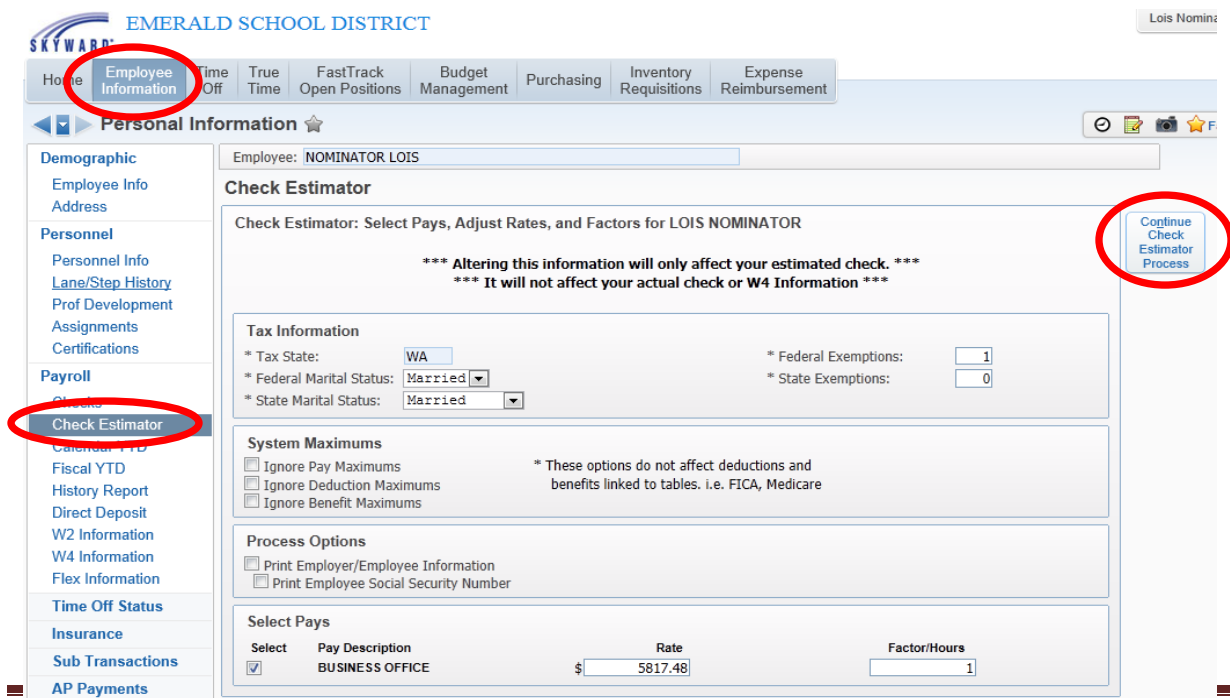 EMERALD SCHOOL DISTRICT
Lois Nomina
SKYWARD
Home
Employee Information
Time Off
True Time
FastTrack Open Positions
Budget Management
Purchasing
Inventory Requisitions
Expense Reimbursement
Personal Information
Demographic
Employee Info
Address
Personnel
Personnel Info
Lane/Step History
Prof Development
Assignments
Certifications
Payroll
Checks
Check Estimator
Calendar YTD
Fiscal YTD
History Report
Direct Deposit
W2 Information
W4 Information
Flex Information
Time Off Status
Insurance
Sub Transactions
AP Payments
Employee: NOMINATOR LOIS
Check Estimator
Check Estimator: Select Pays, Adjust Rates, and Factors for LOIS NOMINATOR
*** Altering this information will only affect your estimated check. ***
*** It will not affect your actual check or W4 Information ***
Tax Information
* Tax State: WA
* Federal Exemptions: 1
* Federal Marital Status: Married
* State Exemptions: 0
* State Marital Status: Married
System Maximums
Ignore Pay Maximums
Ignore Deduction Maximums
Ignore Benefit Maximums
* These options do not affect deductions and
benefits linked to tables. i.e. FICA, Medicare
Process Options
Print Employer/Employee Information
Print Employee Social Security Number
Select Pays
Select Pay Description Rate Factor/Hours
BUSINESS OFFICE $ 5817.48 1
Continue
Check
Estimator
Process